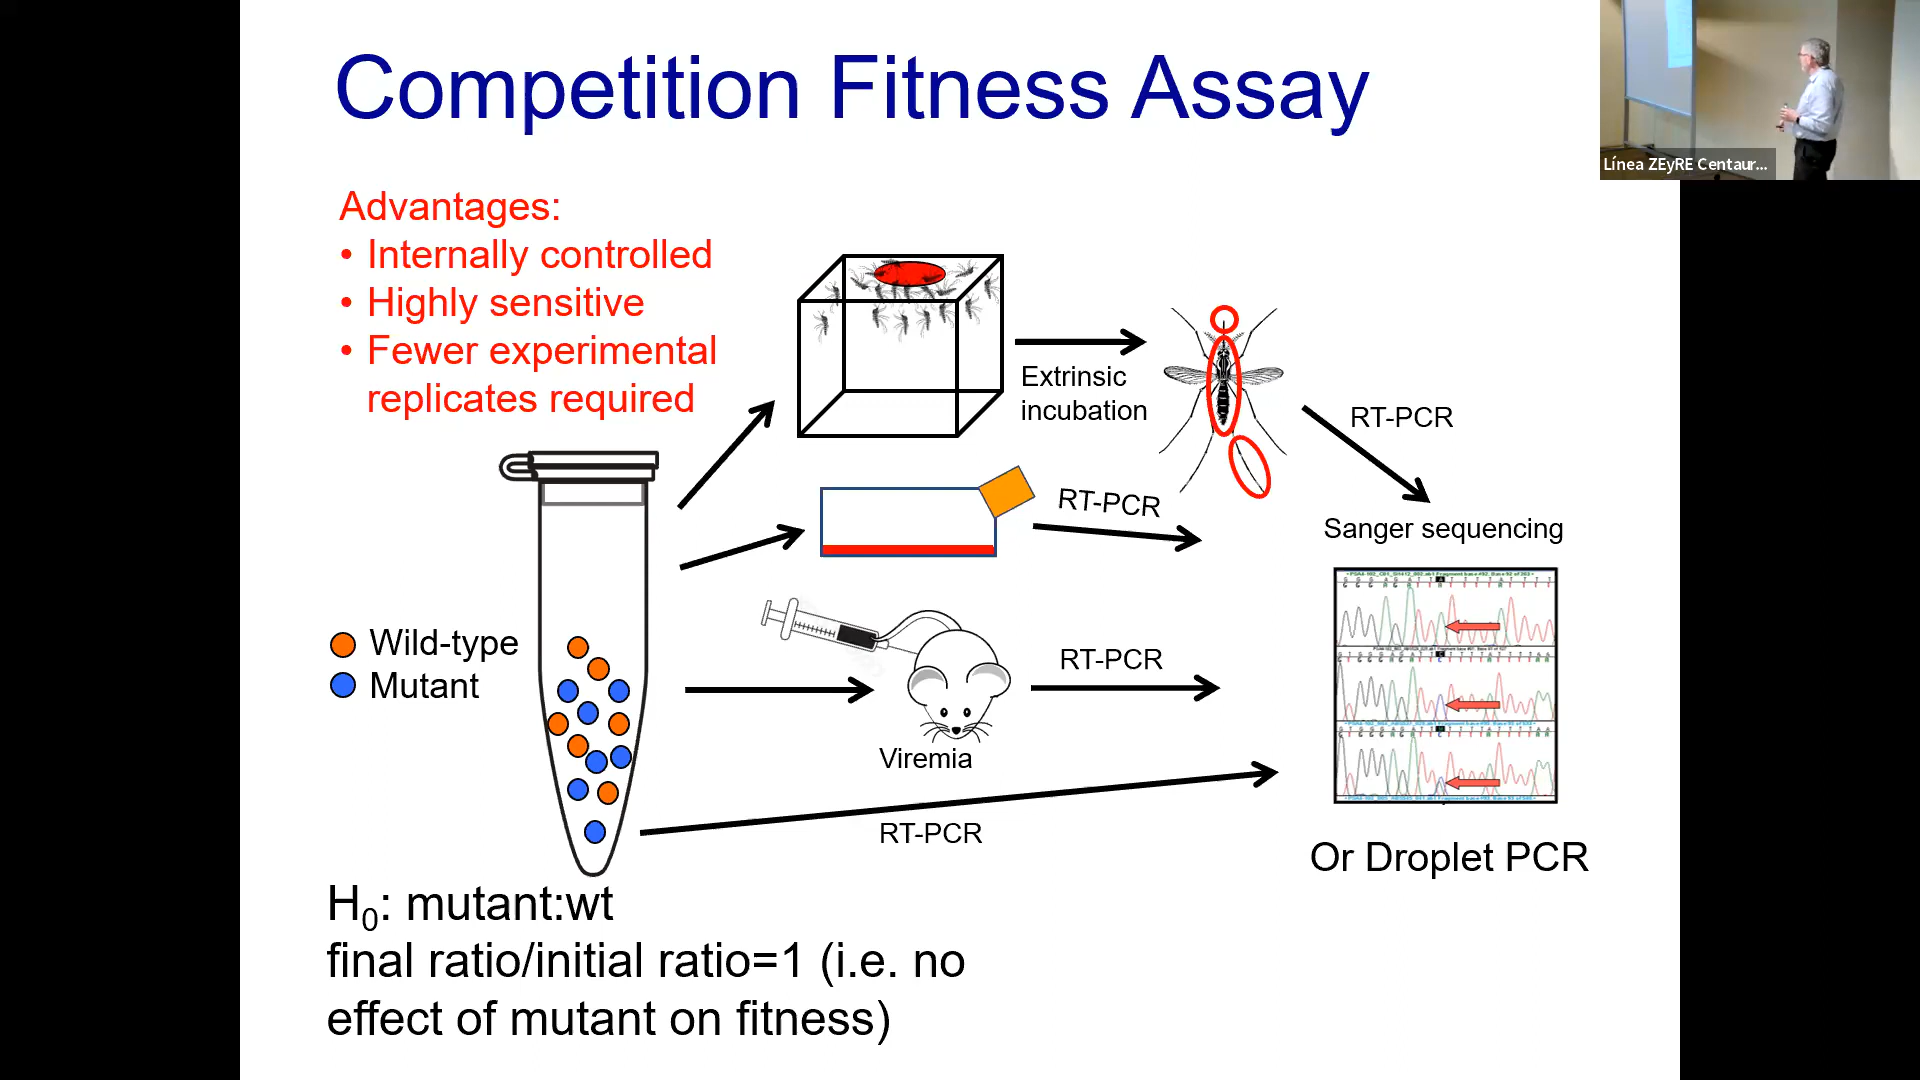 Competition Fitness Assay
Línea ZEyRE Centaur...
Advantages:
• Internally controlled
• Highly sensitive
• Fewer experimental
replicates required
Extrinsic
incubation
RT-PCR
RT-PCR
Sanger sequencing
Wild-type
Mutant
RT-PCR
Viremia
RT-PCR
Or Droplet PCR
H₀: mutant:wt
final ratio/initial ratio=1 (i.e. no
effect of mutant on fitness)